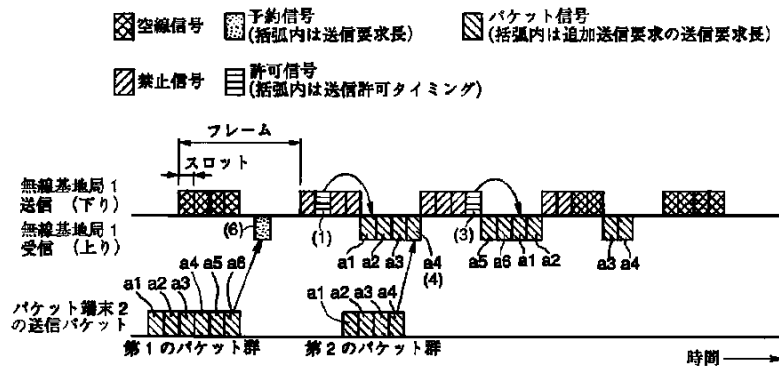 空線信号
予約信号
(括弧内は送信要求長)
パケット信号
(括弧内は追加送信要求の送信要求長)
禁止信号
許可信号
(括弧内は送信許可タイミング)
フレーム
スロット
無線基地局1
送信 (下り)
無線基地局1
受信 (上り)
(6)
(1)
(3)
a1 a2 a3 a4
(4)
a5 a6 a1 a2
a3 a4
a1 a2 a3 a4 a5 a6
a1 a2 a3 a4
パケット端末2
の送信パケット
第1のパケット群
第2のパケット群
時間